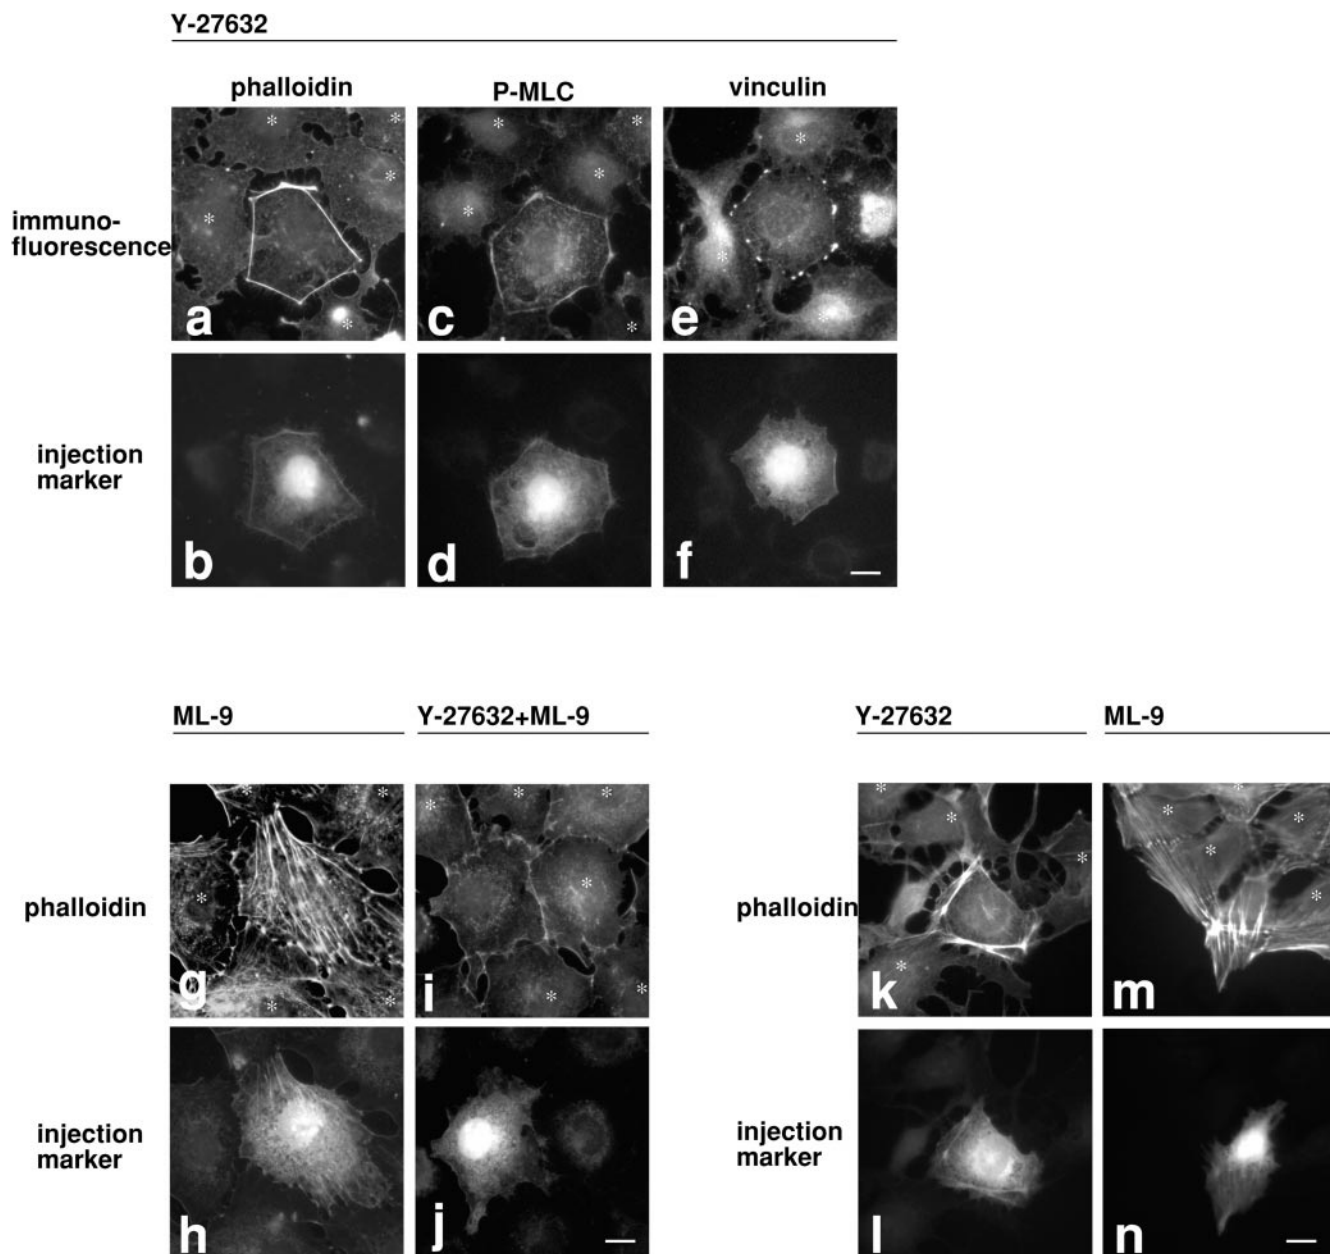 Y-27632
phalloidin P-MLC vinculin
immuno-
fluorescence
* * * * * * * * * * * *
a c e
injection
marker
b d f
ML-9 Y-27632+ML-9 Y-27632 ML-9
phalloidin phalloidin
* * * * * * * * * * * * * * * * * * * *
g i k m
injection injection
marker marker
h j l n